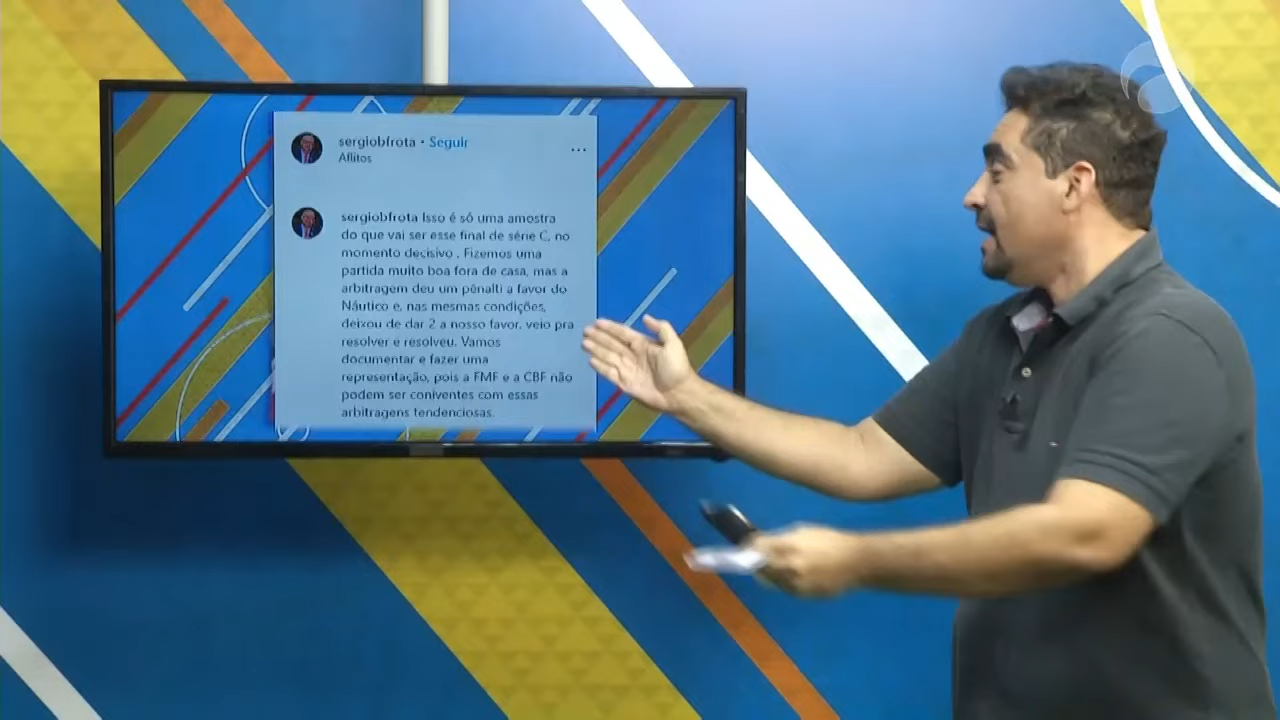 sergiobfrota • Seguir
Aflitos
sergiobfrota Isso é só uma amostra
do que vai ser esse final de série C, no
momento decisivo . Fizemos uma
partida muito boa fora de casa, mas a
arbitragem deu um pênalti a favor do
Náutico e, nas mesmas condições,
deixou de dar 2 a nosso favor, veio pra
resolver e resolveu. Vamos
documentar e fazer uma
representação, pois a FMF e a CBF não
podem ser coniventes com essas
arbitragens tendenciosas.